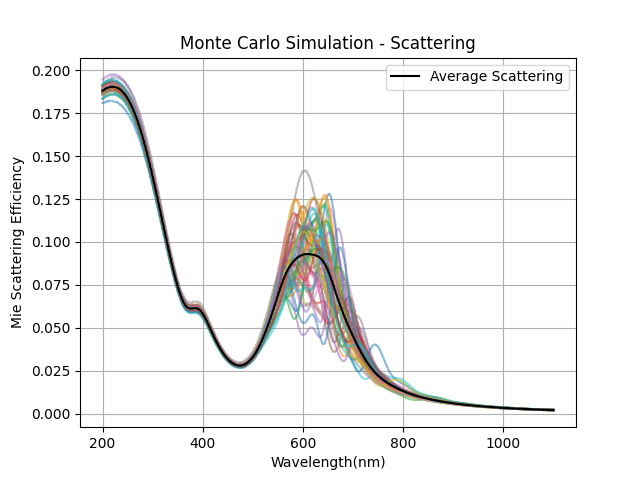 Monte Carlo Simulation - Scattering
Average Scattering
Mie Scattering Efficiency
0.200
0.175
0.150
0.125
0.100
0.075
0.050
0.025
0.000
200 400 600 800 1000
Wavelength(nm)